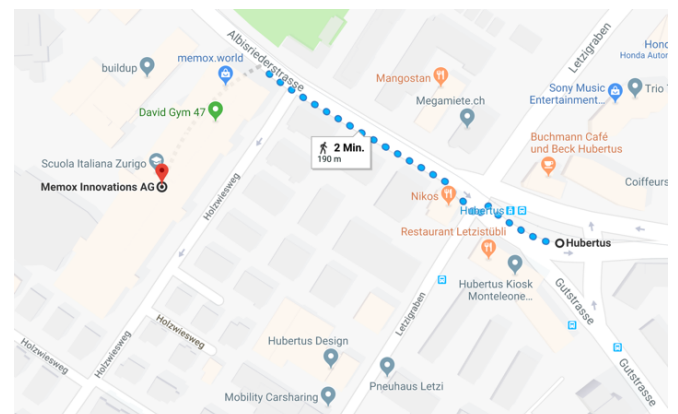 Albisriederstrasse
Letzigraben
Hond
Honda Autor
buildup
memox.world
Mangostan
Sony Music
Entertainment...
Trio
Megamiete.ch
David Gym 47
2 Min.
190 m
Buchmann Café
und Beck Hubertus
Scuola Italiana Zurigo
Memox Innovations AG
Holzwiesweg
Coiffeurs
Nikos
Hubertus
Restaurant Letzistübli
Hubertus
Hubertus Kiosk
Monteleone...
Gutstrasse
Letzigraben
Holzwiesweg
Holzwiesweg
Holzwiesweg
Hubertus Design
Gutstrasse
Pneuhaus Letzi
Mobility Carsharing